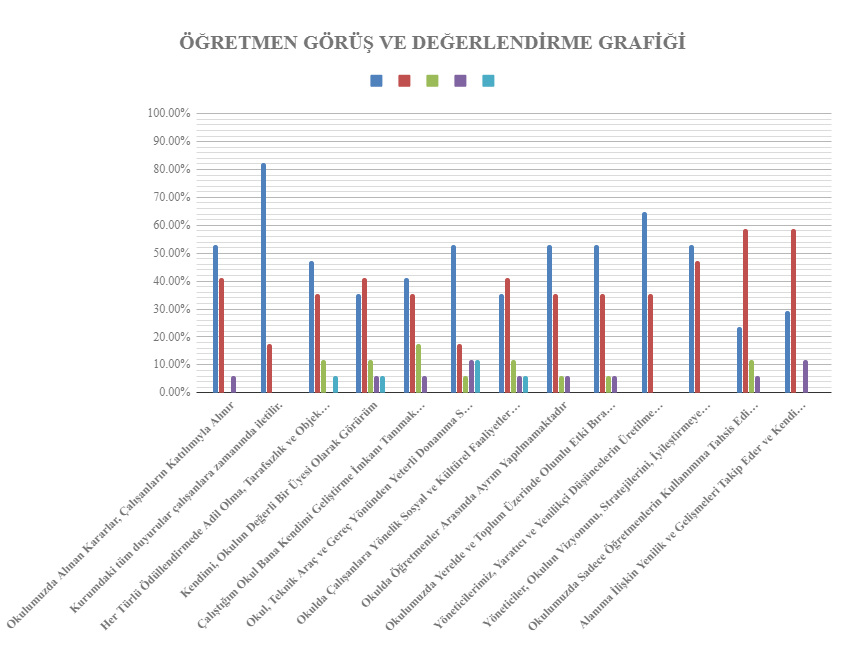 ÖĞRETMEN GÖRÜŞ VE DEĞERLENDİRME GRAFİĞİ
100.00%
90.00%
80.00%
70.00%
60.00%
50.00%
40.00%
30.00%
20.00%
10.00%
0.00%
Okulumuzda Alınan Kararlar, Çalışanların Katılımıyla Alınır
Kurumdaki tüm duyurular çalışanlara zamanında iletilir.
Her Türlü Ödüllendirmede Adil Olma, Tarafsızlık ve Objek…
Kendimi, Okulun Değerli Bir Üyesi Olarak Görürüm
Çalıştığım Okul Bana Kendimi Geliştirme İmkanı Tanımak…
Okul, Teknik Araç ve Gereç Yönünden Yeterli Donanıma S…
Okulda Çalışanlara Yönelik Sosyal ve Kültürel Faaliyetler…
Okulda Öğretmenler Arasında Ayrım Yapılmamaktadır
Okulumuzda Yerelde ve Toplum Üzerinde Olumlu Etki Bıra…
Yöneticilerimiz, Yaratıcı ve Yenilikçi Düşüncelerin Üretilme…
Yöneticiler, Okulun Vizyonunu, Stratejilerini, İyileştirmeye…
Okulumuzda Sadece Öğretmenlerin Kullanımına Tahsis Edi…
Alanıma İlişkin Yenilik ve Gelişmeleri Takip Eder ve Kendi…